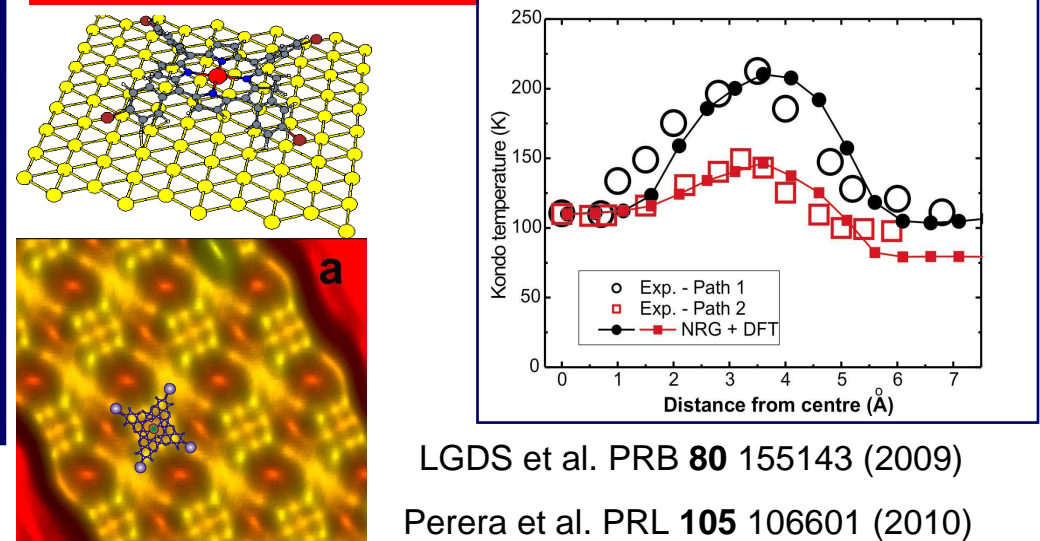 a
250
200
150
100
50
0
Kondo temperature (K)
Exp. - Path 1
Exp. - Path 2
NRG + DFT
0 1 2 3 4 5 6 7
Distance from centre (Å)
LGDS et al. PRB 80 155143 (2009)
Perera et al. PRL 105 106601 (2010)